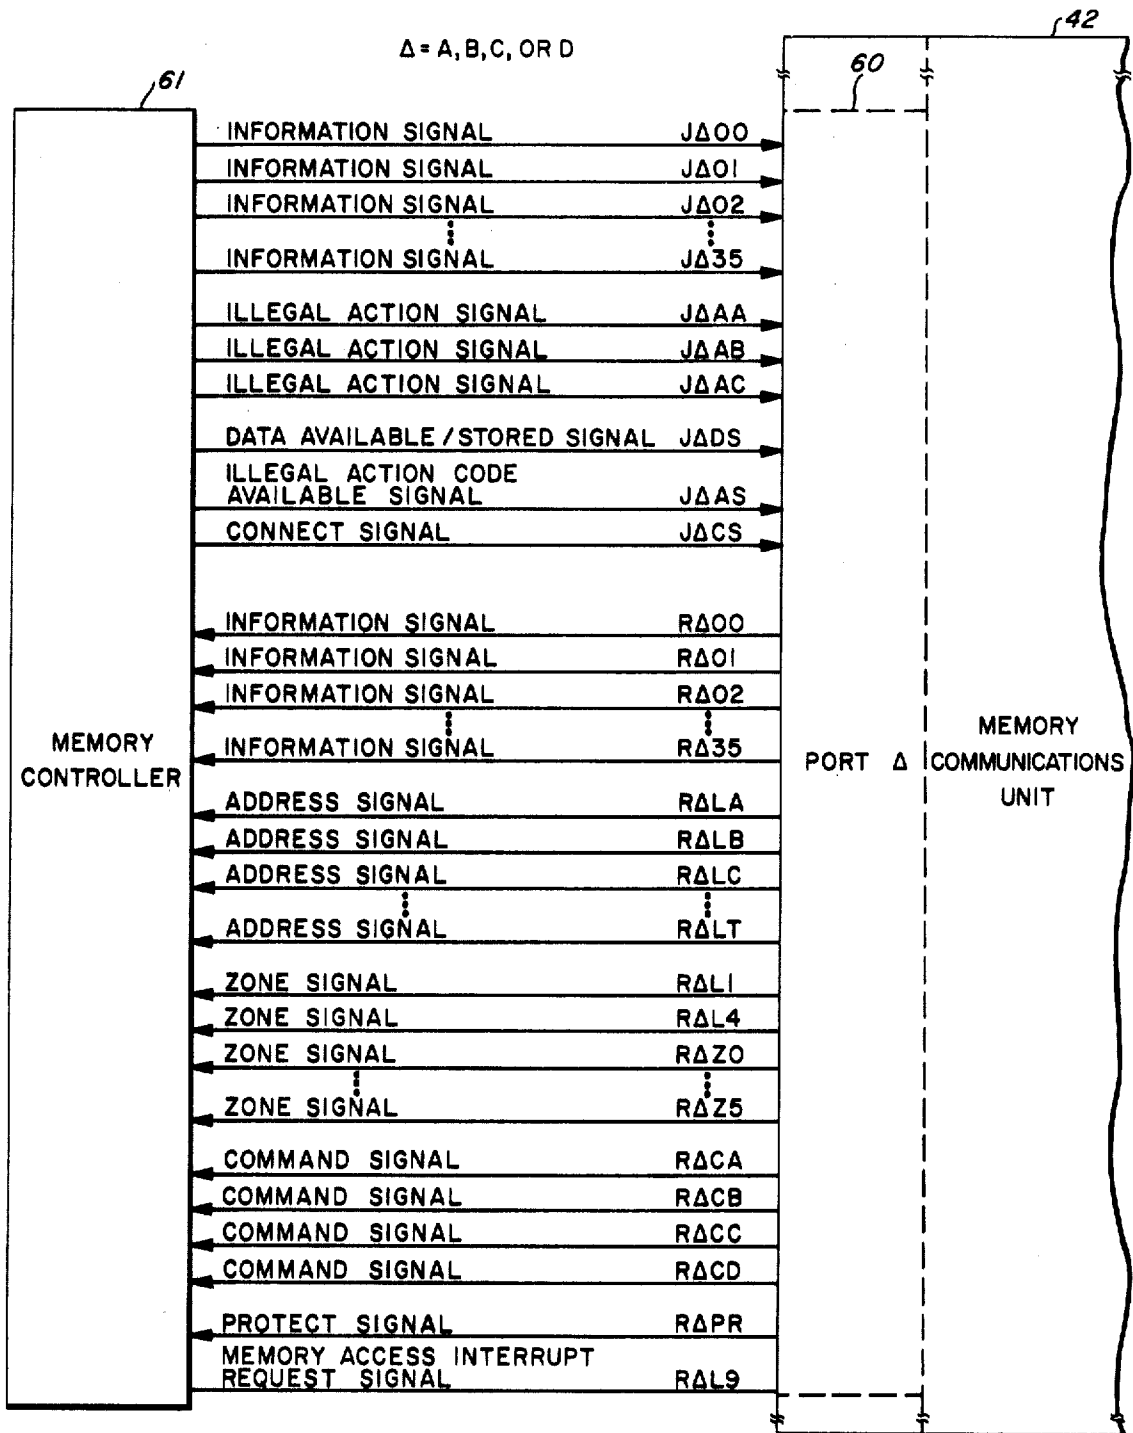 42
Δ = A, B, C, OR D
60
61
INFORMATION SIGNAL JΔ00
INFORMATION SIGNAL JΔ01
INFORMATION SIGNAL JΔ02
INFORMATION SIGNAL JΔ35
ILLEGAL ACTION SIGNAL JΔAA
ILLEGAL ACTION SIGNAL JΔAB
ILLEGAL ACTION SIGNAL JΔAC
DATA AVAILABLE/STORED SIGNAL JΔDS
ILLEGAL ACTION CODE
AVAILABLE SIGNAL JΔAS
CONNECT SIGNAL JΔCS
INFORMATION SIGNAL RΔ00
INFORMATION SIGNAL RΔ01
INFORMATION SIGNAL RΔ02
INFORMATION SIGNAL RΔ35
MEMORY
CONTROLLER
PORT Δ
MEMORY
COMMUNICATIONS
UNIT
ADDRESS SIGNAL RΔLA
ADDRESS SIGNAL RΔLB
ADDRESS SIGNAL RΔLC
ADDRESS SIGNAL RΔLT
ZONE SIGNAL RΔL1
ZONE SIGNAL RΔL4
ZONE SIGNAL RΔZ0
ZONE SIGNAL RΔZ5
COMMAND SIGNAL RΔCA
COMMAND SIGNAL RΔCB
COMMAND SIGNAL RΔCC
COMMAND SIGNAL RΔCD
PROTECT SIGNAL RΔPR
MEMORY ACCESS INTERRUPT
REQUEST SIGNAL RΔL9